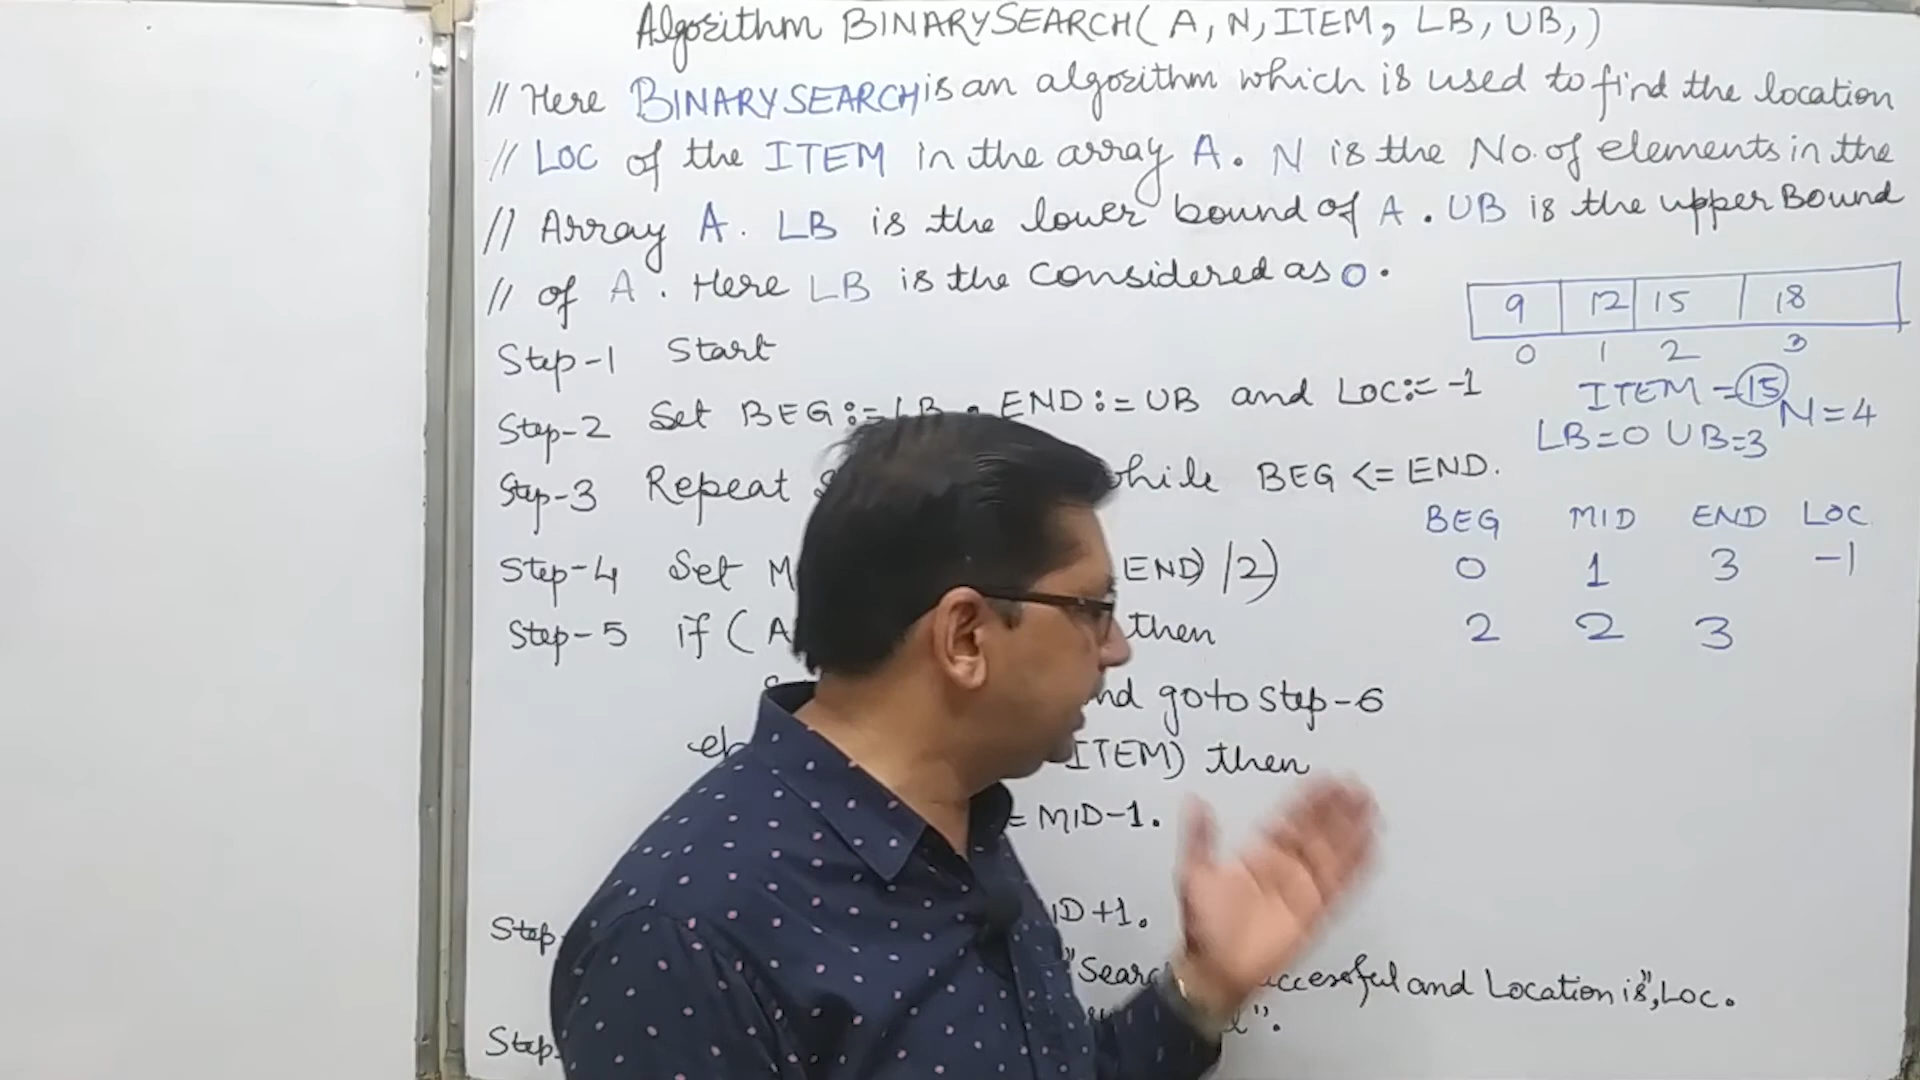 Algorithm BINARYSEARCH( A, N, ITEM, LB, UB, )
// Here BINARYSEARCH is an algorithm which is used to find the location
// LOC of the ITEM in the array A. N is the No. of elements in the
// Array A. LB is the lower bound of A. UB is the upper Bound
// of A. Here LB is the Considered as 0.
9 12 15 18
0 1 2 3
ITEM = 15
N=4
LB=0 UB=3
Step-1 Start
Step-2 Set BEG:=LB, END:=UB and LOC:=-1
Step-3 Repeat while BEG <= END.
Step-4 Set END) /2)
Step-5 if ( A then
and goto step-6
ITEM) then
= MID-1.
+1.
Step
and Location is", LOC.
Step
BEG MID END LOC
0 1 3 -1
2 2 3